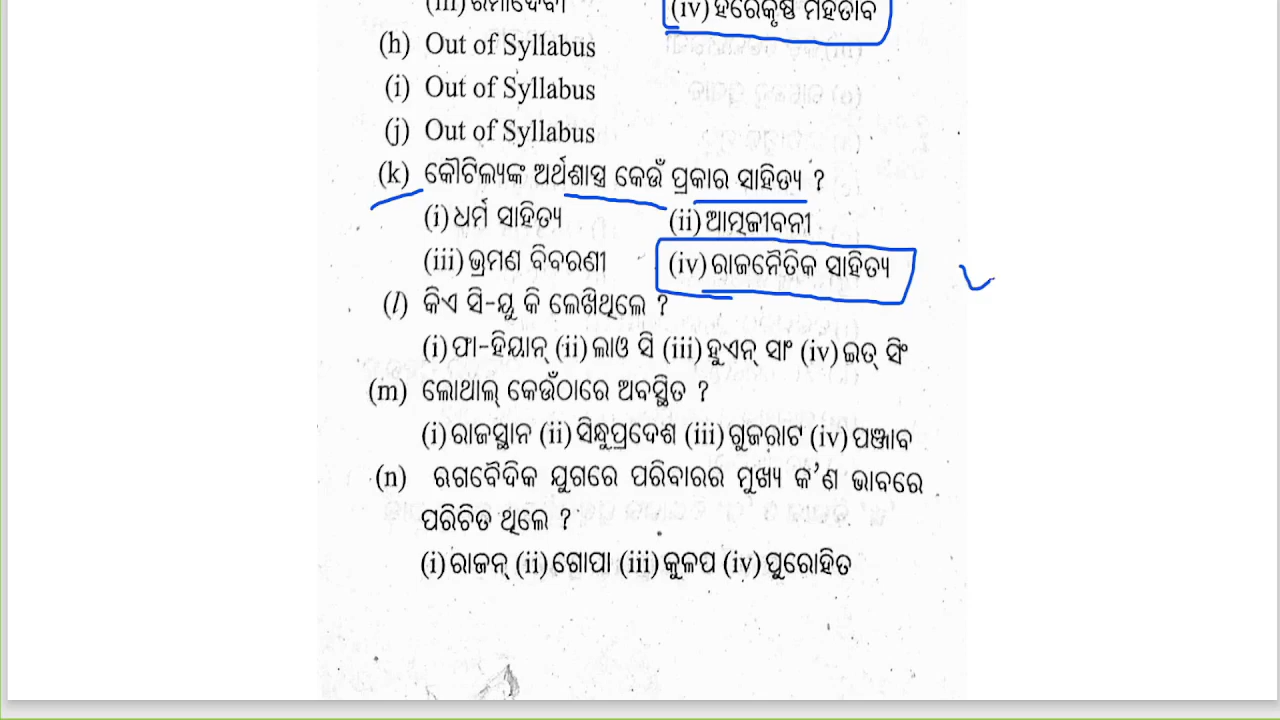 (iii) ରମାଦେବୀ (iv) ହରେକୃଷ୍ଣ ମହତାବ
(h) Out of Syllabus
(i) Out of Syllabus
(j) Out of Syllabus
(k) କୌଟିଲ୍ୟଙ୍କ ଅର୍ଥଶାସ୍ତ୍ର କେଉଁ ପ୍ରକାର ସାହିତ୍ୟ ?
(i) ଧର୍ମ ସାହିତ୍ୟ (ii) ଆତ୍ମଜୀବନୀ
(iii) ଭ୍ରମଣ ବିବରଣୀ (iv) ରାଜନୈତିକ ସାହିତ୍ୟ
(l) କିଏ ସି-ୟୁ କି ଲେଖିଥିଲେ ?
(i) ଫା-ହିୟାନ୍ (ii) ଲାଓ ସି (iii) ହୁଏନ୍ ସାଂ (iv) ଇତ୍ ସିଂ
(m) ଲୋଥାଲ୍ କେଉଁଠାରେ ଅବସ୍ଥିତ ?
(i) ରାଜସ୍ଥାନ (ii) ସିନ୍ଧୁପ୍ରଦେଶ (iii) ଗୁଜରାଟ (iv) ପଞ୍ଜାବ
(n) ଋଗବୈଦିକ ଯୁଗରେ ପରିବାରର ମୁଖ୍ୟ କ’ଣ ଭାବରେ
ପରିଚିତ ଥିଲେ ?
(i) ରାଜନ୍ (ii) ଗୋପା (iii) କୁଳପ (iv) ପୁରୋହିତ